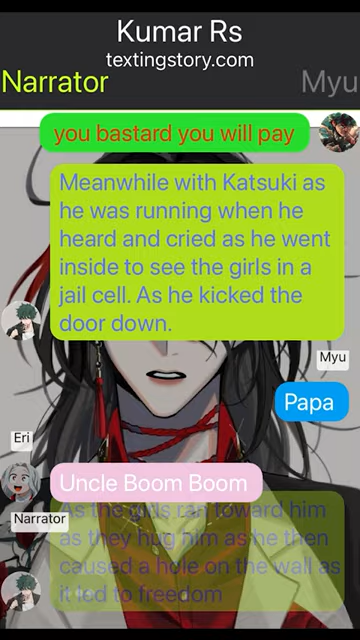 Kumar Rs
textingstory.com
Narrator
Myu
you bastard you will pay
Meanwhile with Katsuki as
he was running when he
heard and cried as he went
inside to see the girls in a
jail cell. As he kicked the
door down.
Myu
Papa
Eri
Uncle Boom Boom
Narrator
As the girls ran toward him
as they hug him as he then
caused a hole on the wall as
it led to freedom